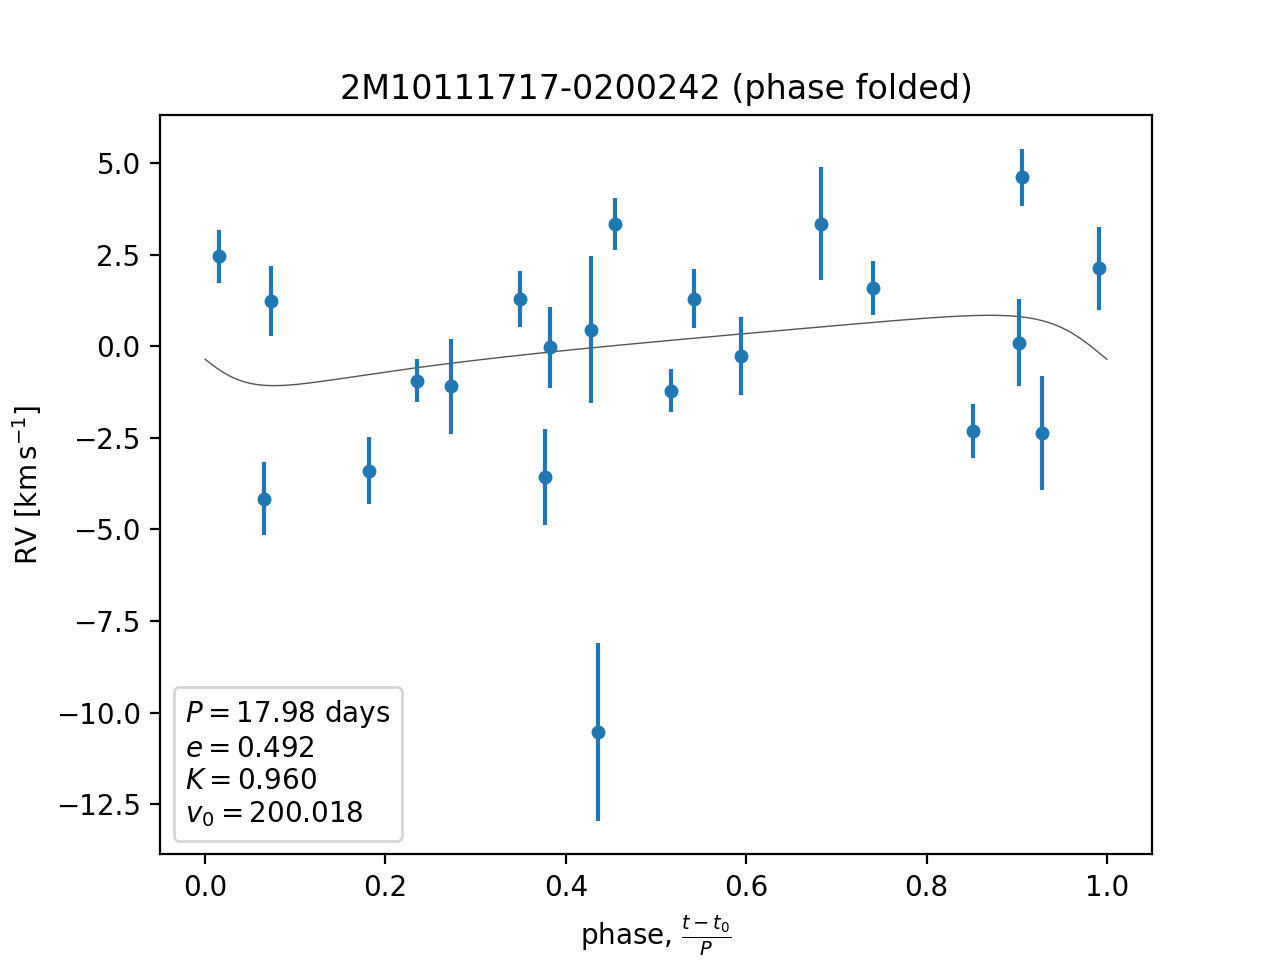 2M10111717-0200242 (phase folded)
RV [km s⁻¹]
5.0
2.5
0.0
−2.5
−5.0
−7.5
−10.0
−12.5
P = 17.98 days
e = 0.492
K = 0.960
v₀ = 200.018
0.0 0.2 0.4 0.6 0.8 1.0
phase, (t − t₀)/P